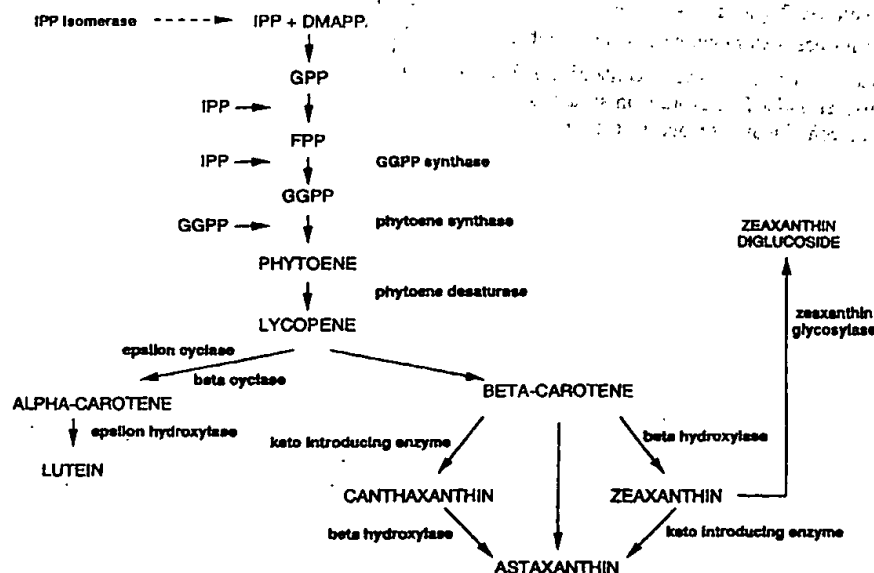 IPP Isomerase
IPP + DMAPP
GPP
IPP
FPP
IPP
GGPP synthase
GGPP
GGPP
phytoene synthase
ZEAXANTHIN
DIGLUCOSIDE
PHYTOENE
phytoene desaturase
zeaxanthin
glycosylase
LYCOPENE
epsilon cyclase
beta cyclase
BETA-CAROTENE
ALPHA-CAROTENE
epsilon hydroxylase
keto introducing enzyme
beta hydroxylase
LUTEIN
CANTHAXANTHIN
ZEAXANTHIN
beta hydroxylase
keto introducing enzyme
ASTAXANTHIN